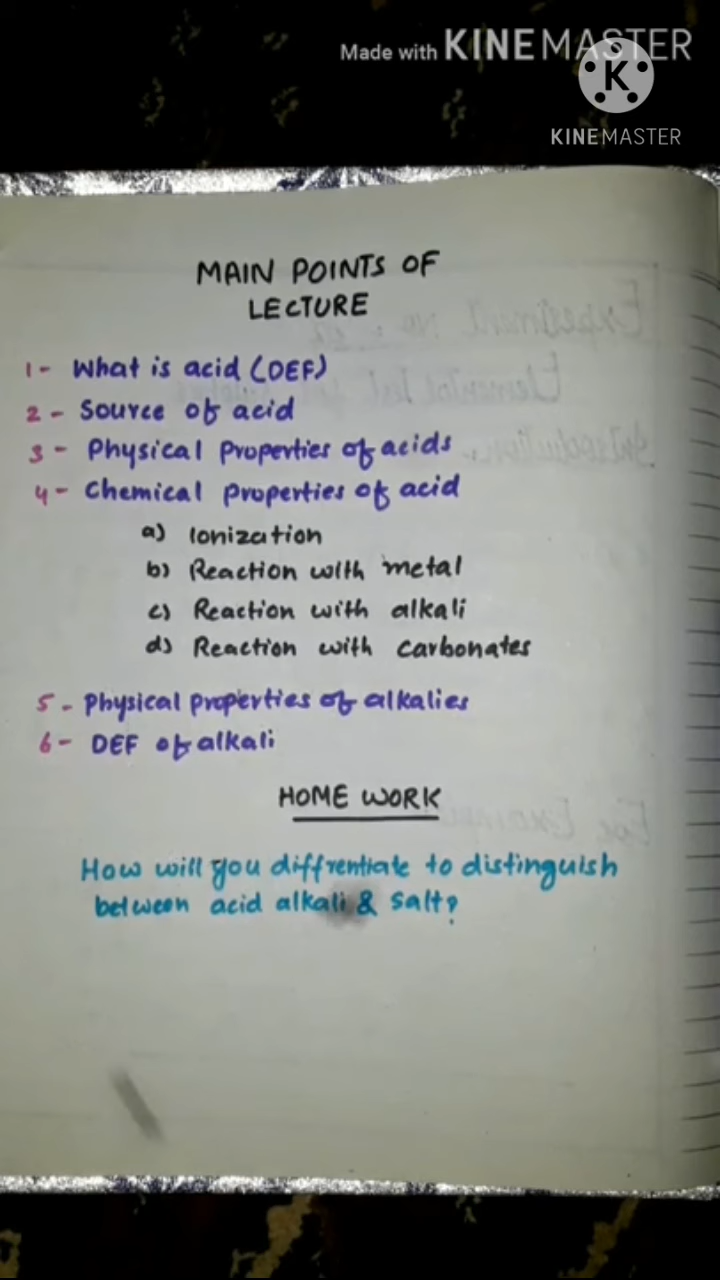 Made with KINEMASTER
K
KINEMASTER
MAIN POINTS OF
LECTURE
1- What is acid (DEF)
2- Source of acid
3- Physical Properties of acids
4- Chemical properties of acid
a) Ionization
b) Reaction with metal
c) Reaction with alkali
d) Reaction with carbonates
5- Physical properties of alkalies
6- DEF of alkali
HOME WORK
How will you diffrentiate to distinguish
between acid alkali & salt?